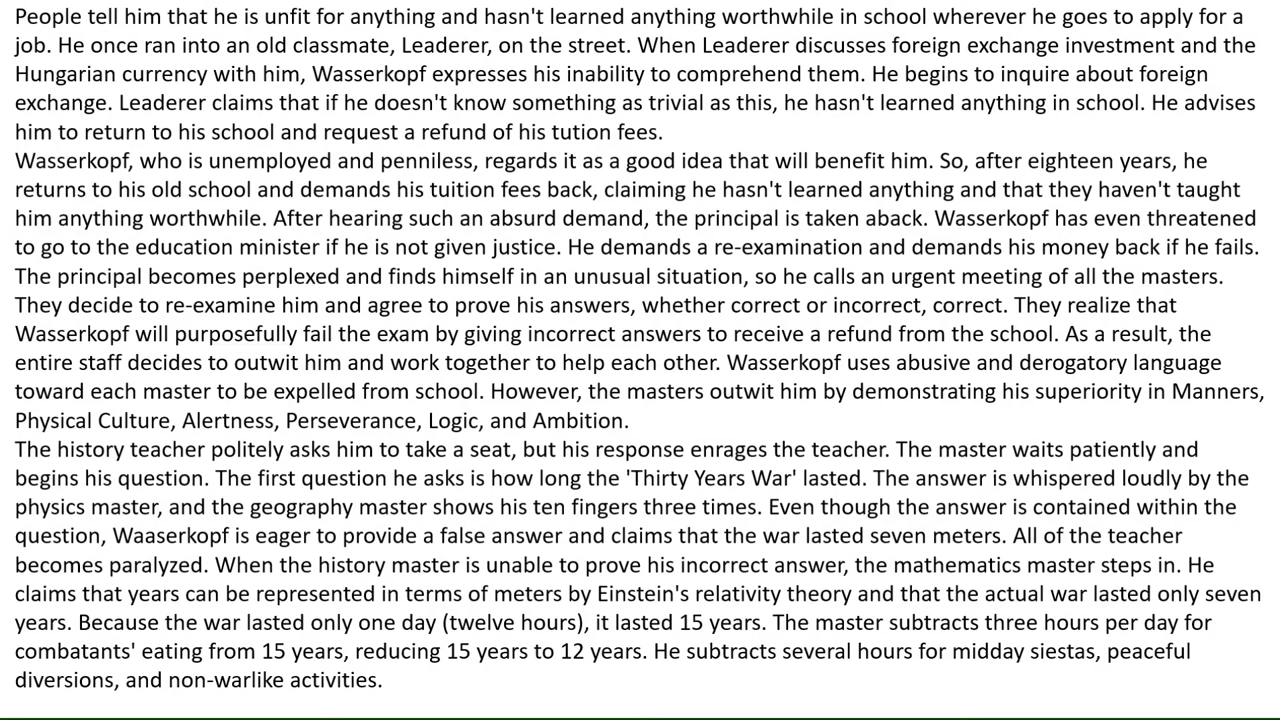 People tell him that he is unfit for anything and hasn't learned anything worthwhile in school wherever he goes to apply for a
job. He once ran into an old classmate, Leaderer, on the street. When Leaderer discusses foreign exchange investment and the
Hungarian currency with him, Wasserkopf expresses his inability to comprehend them. He begins to inquire about foreign
exchange. Leaderer claims that if he doesn't know something as trivial as this, he hasn't learned anything in school. He advises
him to return to his school and request a refund of his tution fees.
Wasserkopf, who is unemployed and penniless, regards it as a good idea that will benefit him. So, after eighteen years, he
returns to his old school and demands his tuition fees back, claiming he hasn't learned anything and that they haven't taught
him anything worthwhile. After hearing such an absurd demand, the principal is taken aback. Wasserkopf has even threatened
to go to the education minister if he is not given justice. He demands a re-examination and demands his money back if he fails.
The principal becomes perplexed and finds himself in an unusual situation, so he calls an urgent meeting of all the masters.
They decide to re-examine him and agree to prove his answers, whether correct or incorrect, correct. They realize that
Wasserkopf will purposefully fail the exam by giving incorrect answers to receive a refund from the school. As a result, the
entire staff decides to outwit him and work together to help each other. Wasserkopf uses abusive and derogatory language
toward each master to be expelled from school. However, the masters outwit him by demonstrating his superiority in Manners,
Physical Culture, Alertness, Perseverance, Logic, and Ambition.
The history teacher politely asks him to take a seat, but his response enrages the teacher. The master waits patiently and
begins his question. The first question he asks is how long the 'Thirty Years War' lasted. The answer is whispered loudly by the
physics master, and the geography master shows his ten fingers three times. Even though the answer is contained within the
question, Waaserkopf is eager to provide a false answer and claims that the war lasted seven meters. All of the teacher
becomes paralyzed. When the history master is unable to prove his incorrect answer, the mathematics master steps in. He
claims that years can be represented in terms of meters by Einstein's relativity theory and that the actual war lasted only seven
years. Because the war lasted only one day (twelve hours), it lasted 15 years. The master subtracts three hours per day for
combatants' eating from 15 years, reducing 15 years to 12 years. He subtracts several hours for midday siestas, peaceful
diversions, and non-warlike activities.